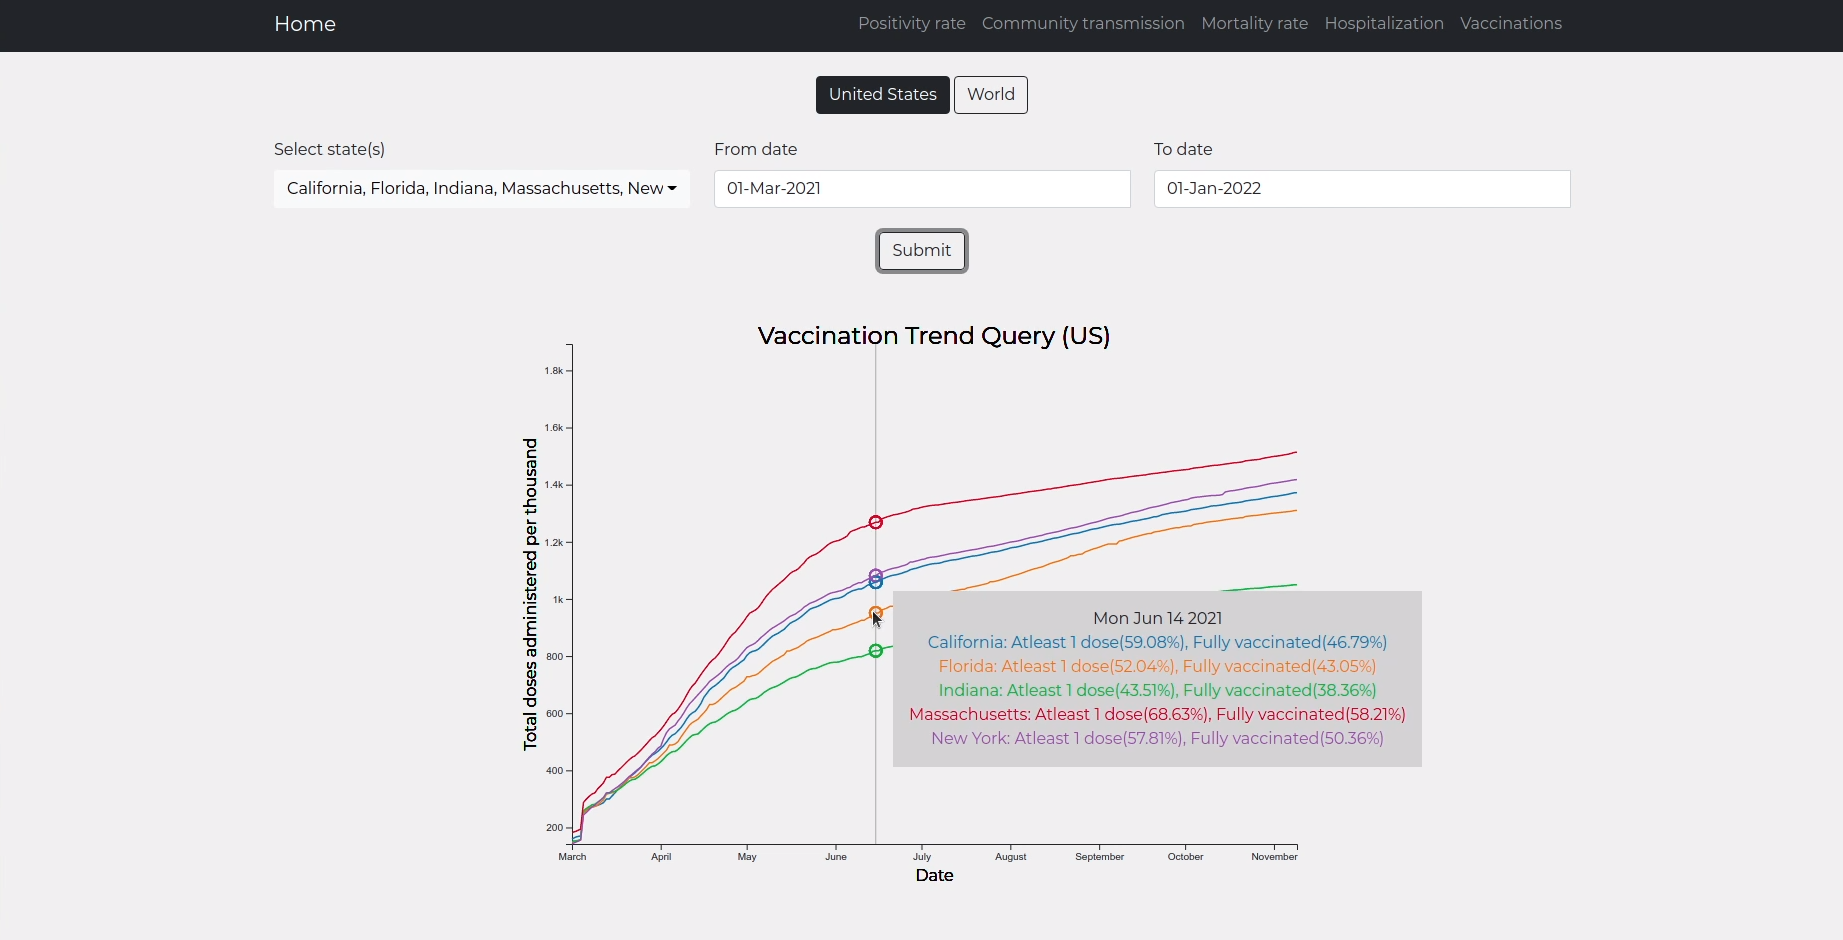 Home
Positivity rate Community transmission Mortality rate Hospitalization Vaccinations
United States World
Select state(s)
From date
To date
California, Florida, Indiana, Massachusetts, New
01-Mar-2021
01-Jan-2022
Submit
Vaccination Trend Query (US)
Total doses administered per thousand
1.8k
1.6k
1.4k
1.2k
1k
800
600
400
200
Mon Jun 14 2021
California: Atleast 1 dose(59.08%), Fully vaccinated(46.79%)
Florida: Atleast 1 dose(52.04%), Fully vaccinated(43.05%)
Indiana: Atleast 1 dose(43.51%), Fully vaccinated(38.36%)
Massachusetts: Atleast 1 dose(68.63%), Fully vaccinated(58.21%)
New York: Atleast 1 dose(57.81%), Fully vaccinated(50.36%)
March April May June July August September October November
Date